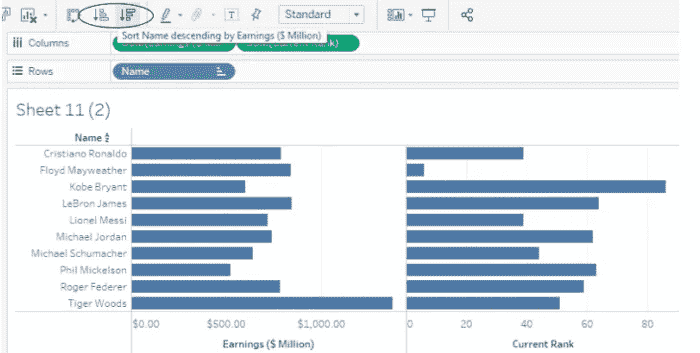 Standard
Columns
Sort Name descending by Earnings ($ Million)
Rows Name
Sheet 11 (2)
Name
Cristiano Ronaldo
Floyd Mayweather
Kobe Bryant
LeBron James
Lionel Messi
Michael Jordan
Michael Schumacher
Phil Mickelson
Roger Federer
Tiger Woods
$0.00 $500.00 $1,000.00 0 20 40 60 80
Earnings ($ Million) Current Rank